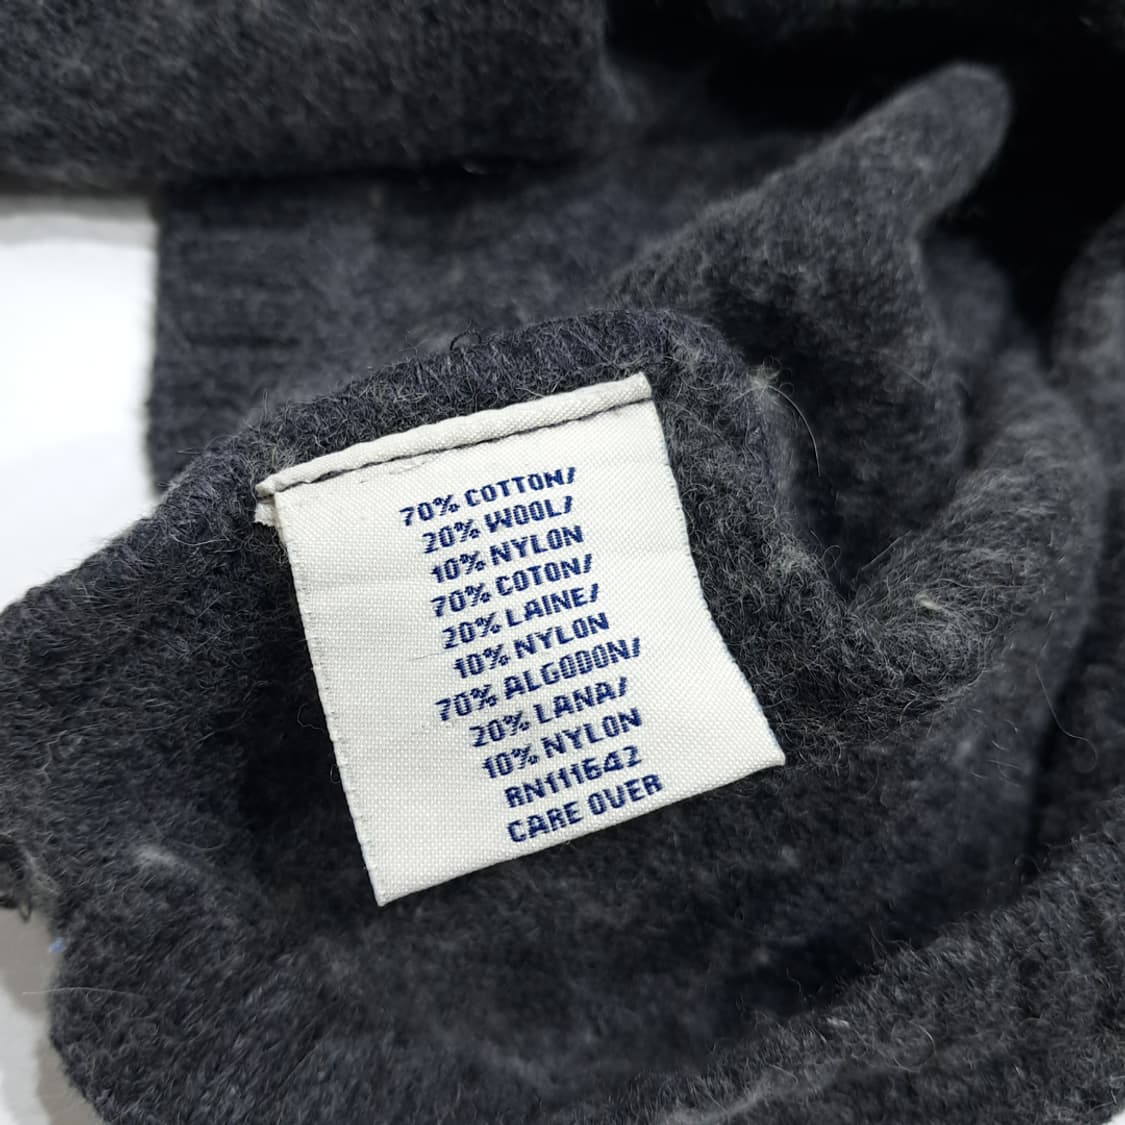 70% COTTON/
20% WOOL/
10% NYLON
70% COTON/
20% LAINE/
10% NYLON
70% ALGODON/
20% LANA/
10% NYLON
RN111642
CARE OVER